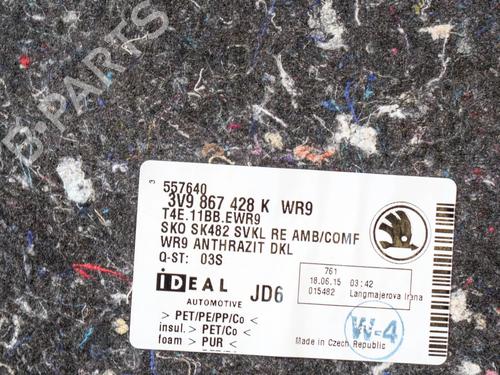 B-PARTS
3
557640
3V9 867 428 K WR9
T4E.11BB.EWR9
SKO SK482 SVKL RE AMB/COMF
WR9 ANTHRAZIT DKL
Q-ST: 03S
IDEAL
AUTOMOTIVE
JD6
761
18.06.15 03:42
015482 Langmajerova Irena
> PET/PE/PP/Co <
insul. > PET/Co <
foam > PUR <
W-4
Made in Czech Republic